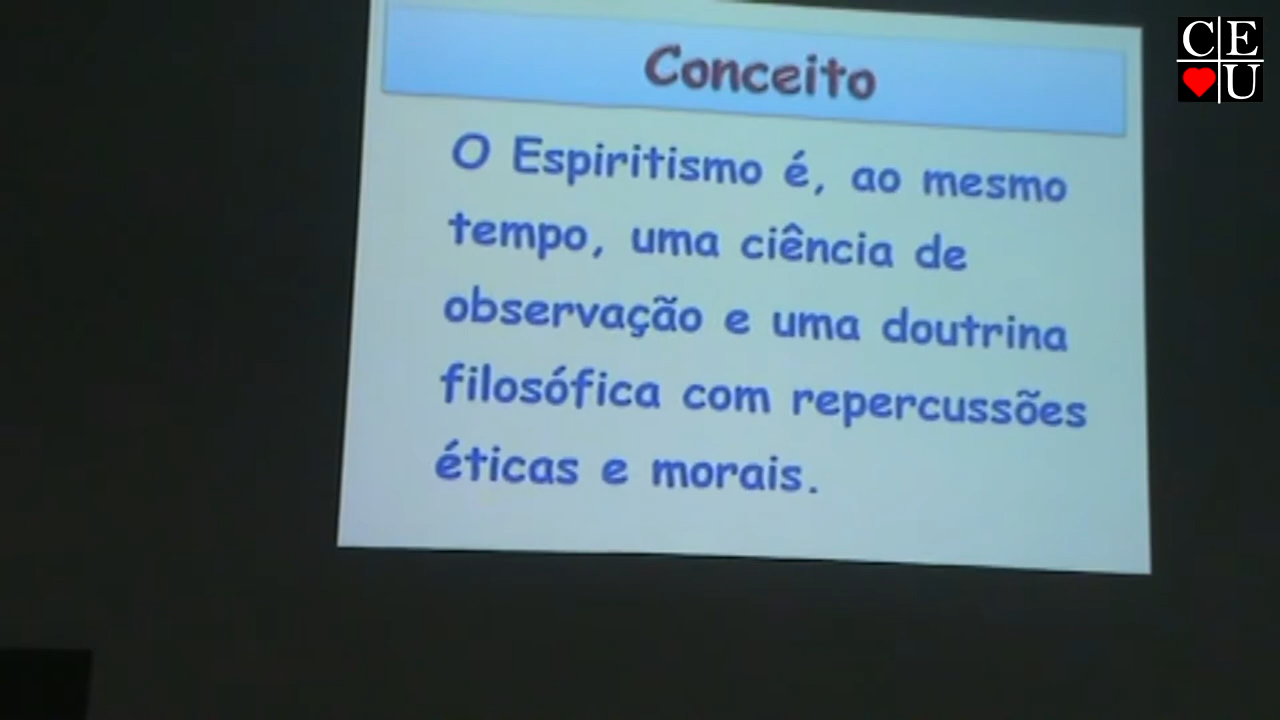 Conceito
O Espiritismo é, ao mesmo
tempo, uma ciência de
observação e uma doutrina
filosófica com repercussões
éticas e morais.
CE
U